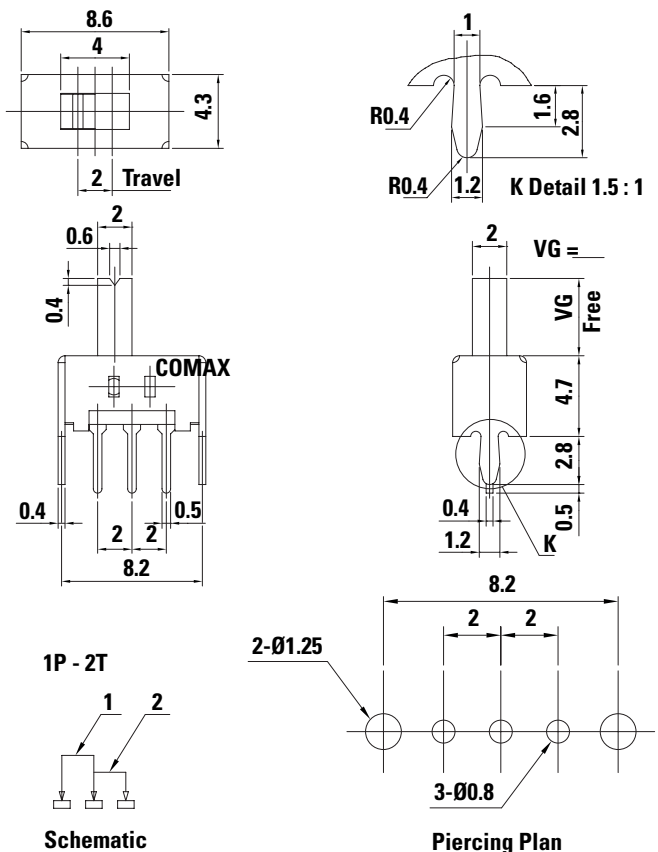 8.6
4
4.3
2 Travel
1
R0.4
1.6
2.8
R0.4
1.2
K Detail 1.5 : 1
2
0.6
0.4
COMAX
0.4
0.5
2
2
8.2
2
VG = __
VG
Free
4.7
2.8
0.5
0.4
1.2
K
1P - 2T
1
2
Schematic
8.2
2
2
2-Ø1.25
3-Ø0.8
Piercing Plan